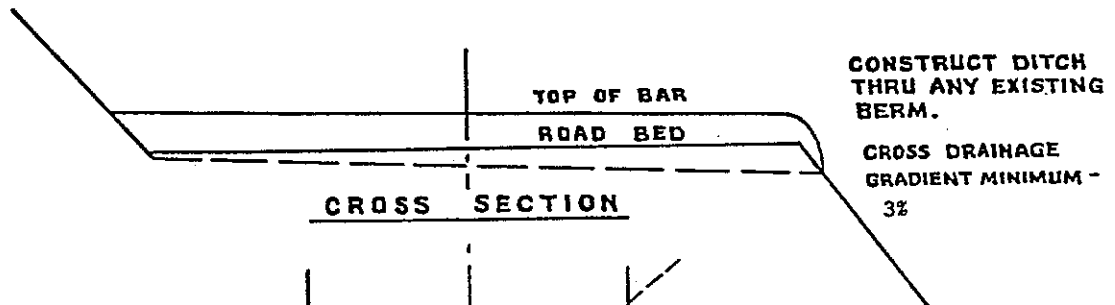 TOP OF BAR
ROAD BED
CROSS SECTION
CONSTRUCT DITCH
THRU ANY EXISTING
BERM.
CROSS DRAINAGE
GRADIENT MINIMUM -
3%